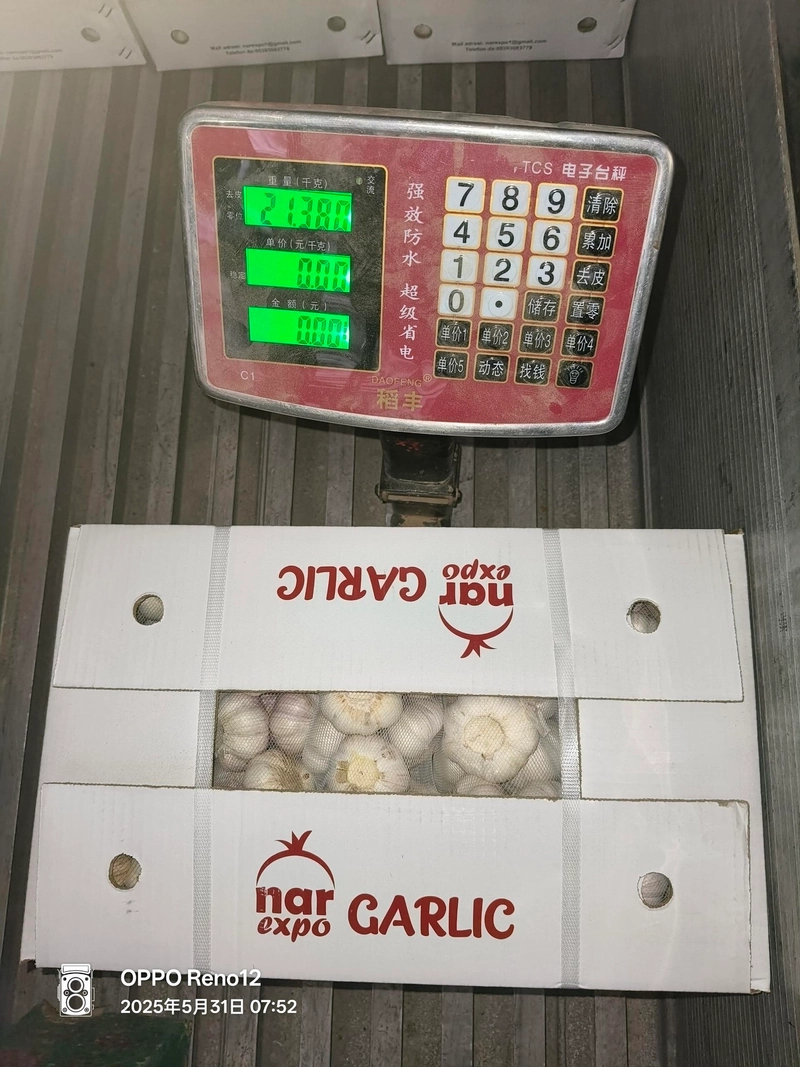 Mail adresi: narexpo1@gmail.com
TCS 电子台秤
重量(千克)
交流
去皮
零位
21.380
单价(元/千克)
稳定
0.00
金额(元)
0.00
强效防水 超级省电
7 8 9 清除
4 5 6 累加
1 2 3 去皮
0 · 储存 置零
单价1 单价2 单价3 单价4
单价5 动态 找钱
C1
DAOFENG®
稻丰
nar expo GARLIC
nar
expo GARLIC
OPPO Reno12
2025年5月31日 07:52